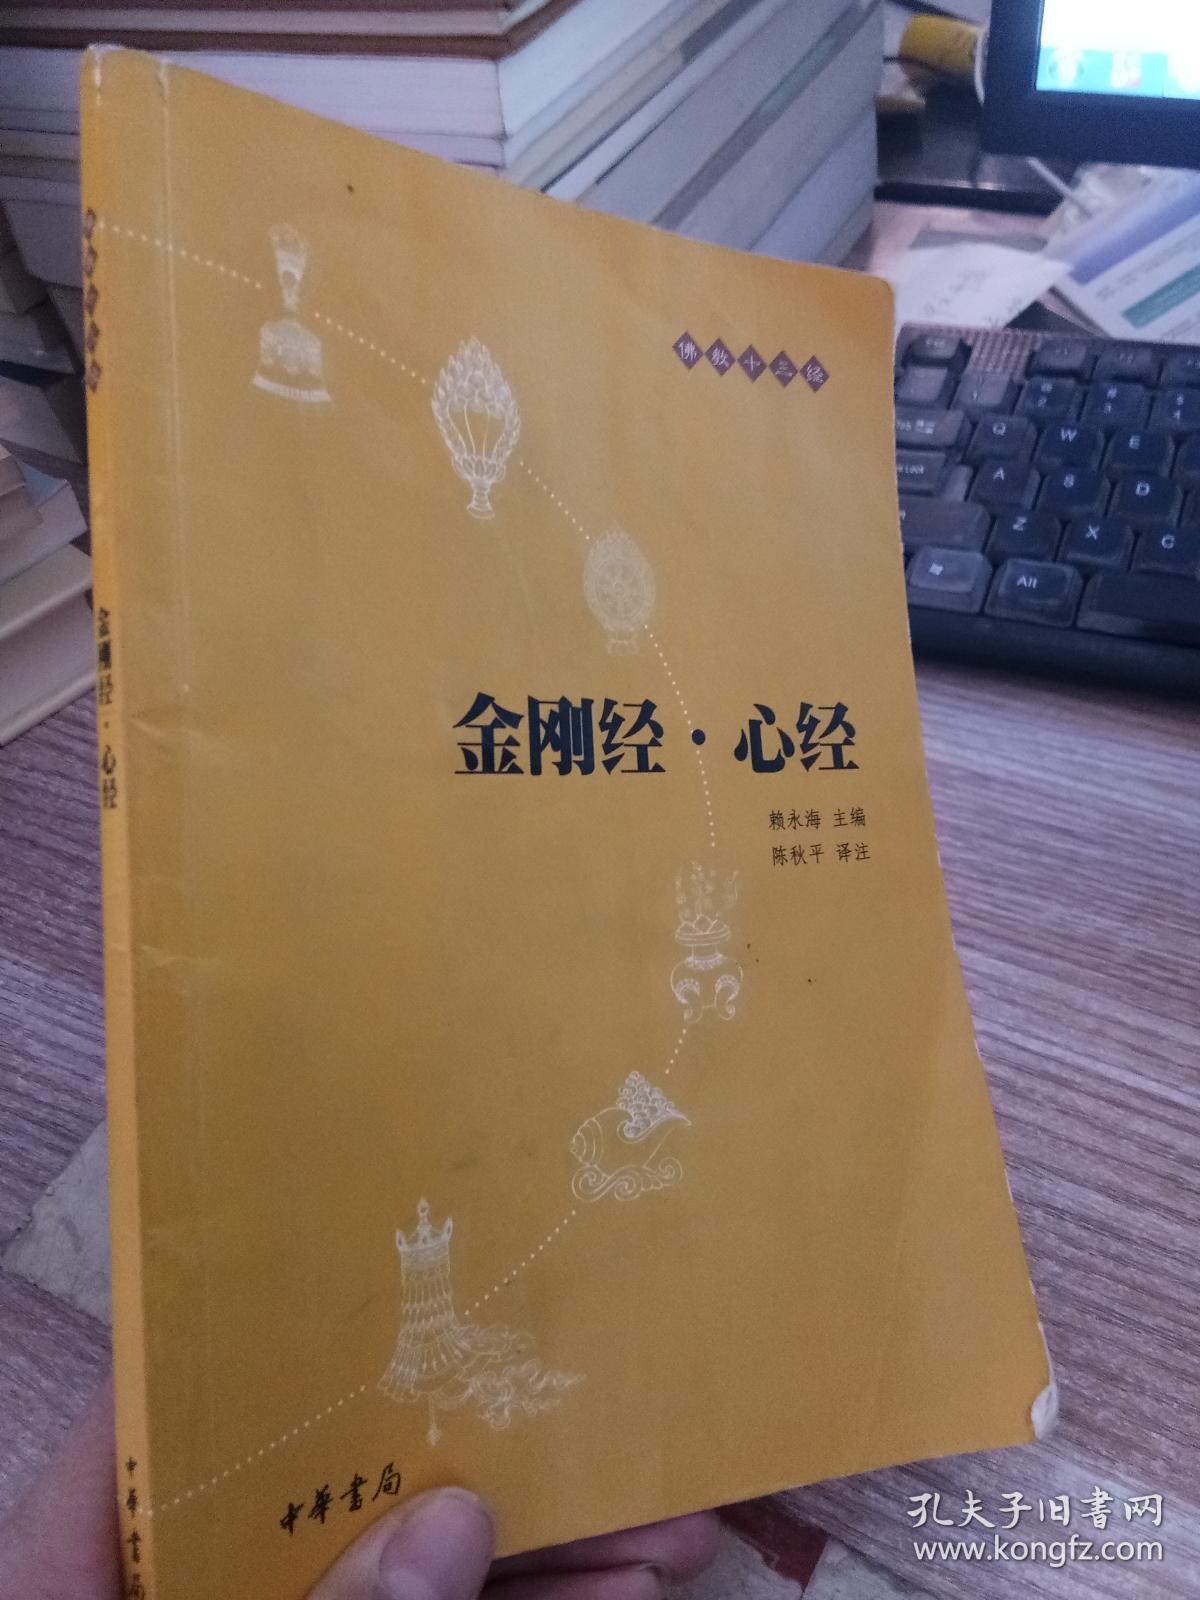 佛教十三经
金刚经·心经
赖永海 主编
陈秋平 译注
中华书局
金刚经·心经
中华书局
Q
W
E
A
S
D
Z
X
C
Alt
孔夫子旧书网
www.kongfz.com